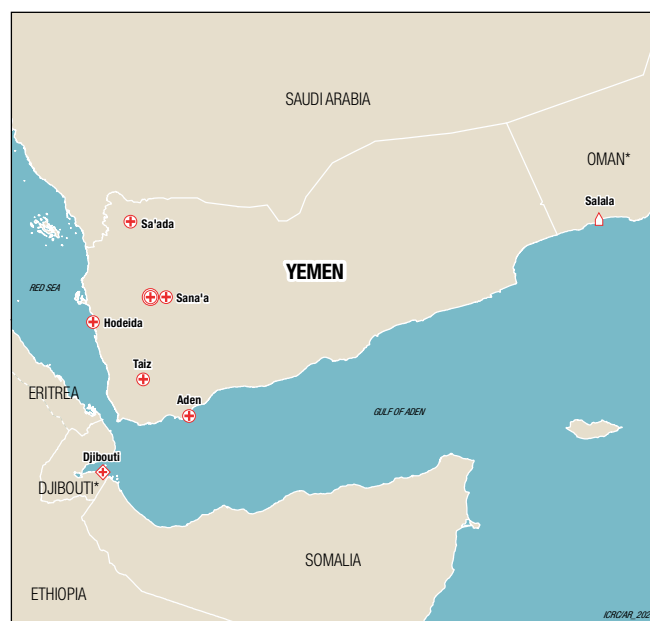 SAUDI ARABIA
OMAN*
Salala
Sa'ada
YEMEN
RED SEA
Sana'a
Hodeida
Taiz
ERITREA
Aden
GULF OF ADEN
Djibouti
DJIBOUTI*
SOMALIA
ETHIOPIA